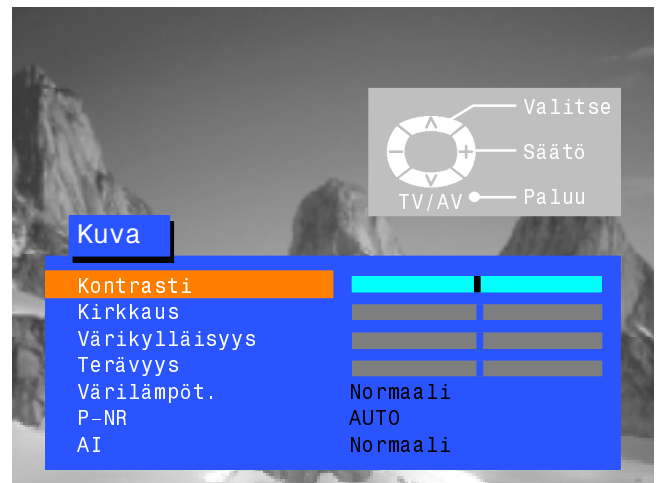 Valitse
Säätö
TV/AV Paluu
Kuva
Kontrasti
Kirkkaus
Värikylläisyys
Terävyys
Värilämpöt. Normaali
P-NR AUTO
AI Normaali